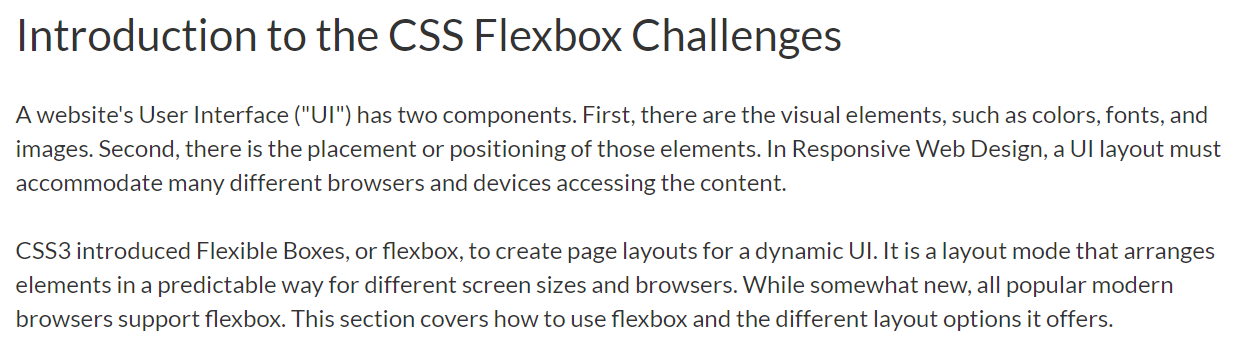 Introduction to the CSS Flexbox Challenges
A website's User Interface ("UI") has two components. First, there are the visual elements, such as colors, fonts, and
images. Second, there is the placement or positioning of those elements. In Responsive Web Design, a UI layout must
accommodate many different browsers and devices accessing the content.
CSS3 introduced Flexible Boxes, or flexbox, to create page layouts for a dynamic UI. It is a layout mode that arranges
elements in a predictable way for different screen sizes and browsers. While somewhat new, all popular modern
browsers support flexbox. This section covers how to use flexbox and the different layout options it offers.